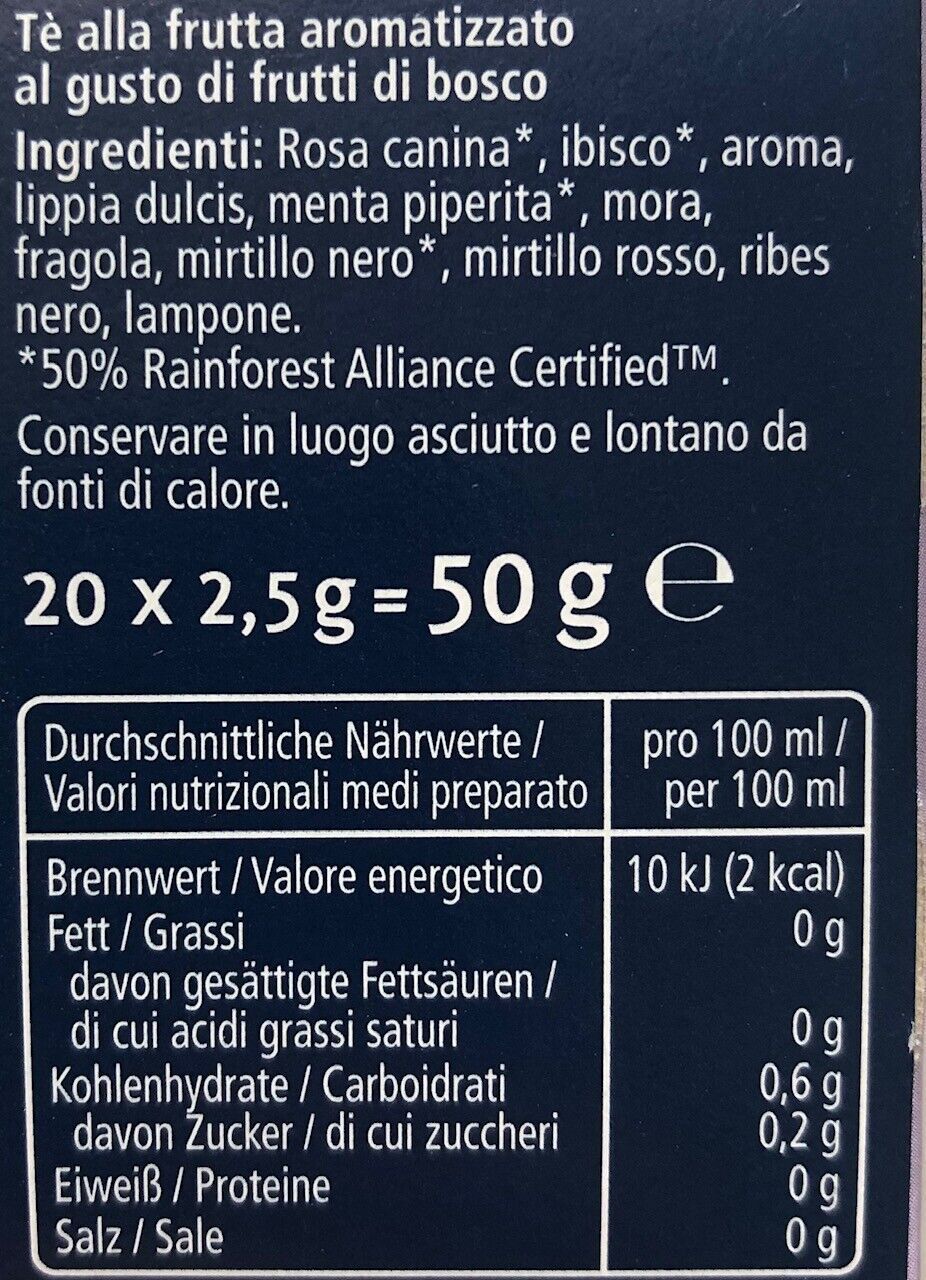 Tè alla frutta aromatizzato
al gusto di frutti di bosco
Ingredienti: Rosa canina*, ibisco*, aroma,
lippia dulcis, menta piperita*, mora,
fragola, mirtillo nero*, mirtillo rosso, ribes
nero, lampone.
*50% Rainforest Alliance Certified™.
Conservare in luogo asciutto e lontano da
fonti di calore.
20 x 2,5g=50 g ℮
Durchschnittliche Nährwerte / pro 100 ml /
Valori nutrizionali medi preparato per 100 ml
Brennwert / Valore energetico 10 kJ (2 kcal)
Fett / Grassi 0 g
davon gesättigte Fettsäuren /
di cui acidi grassi saturi 0 g
Kohlenhydrate / Carboidrati 0,6 g
davon Zucker / di cui zuccheri 0,2 g
Eiweiß / Proteine 0 g
Salz / Sale 0 g